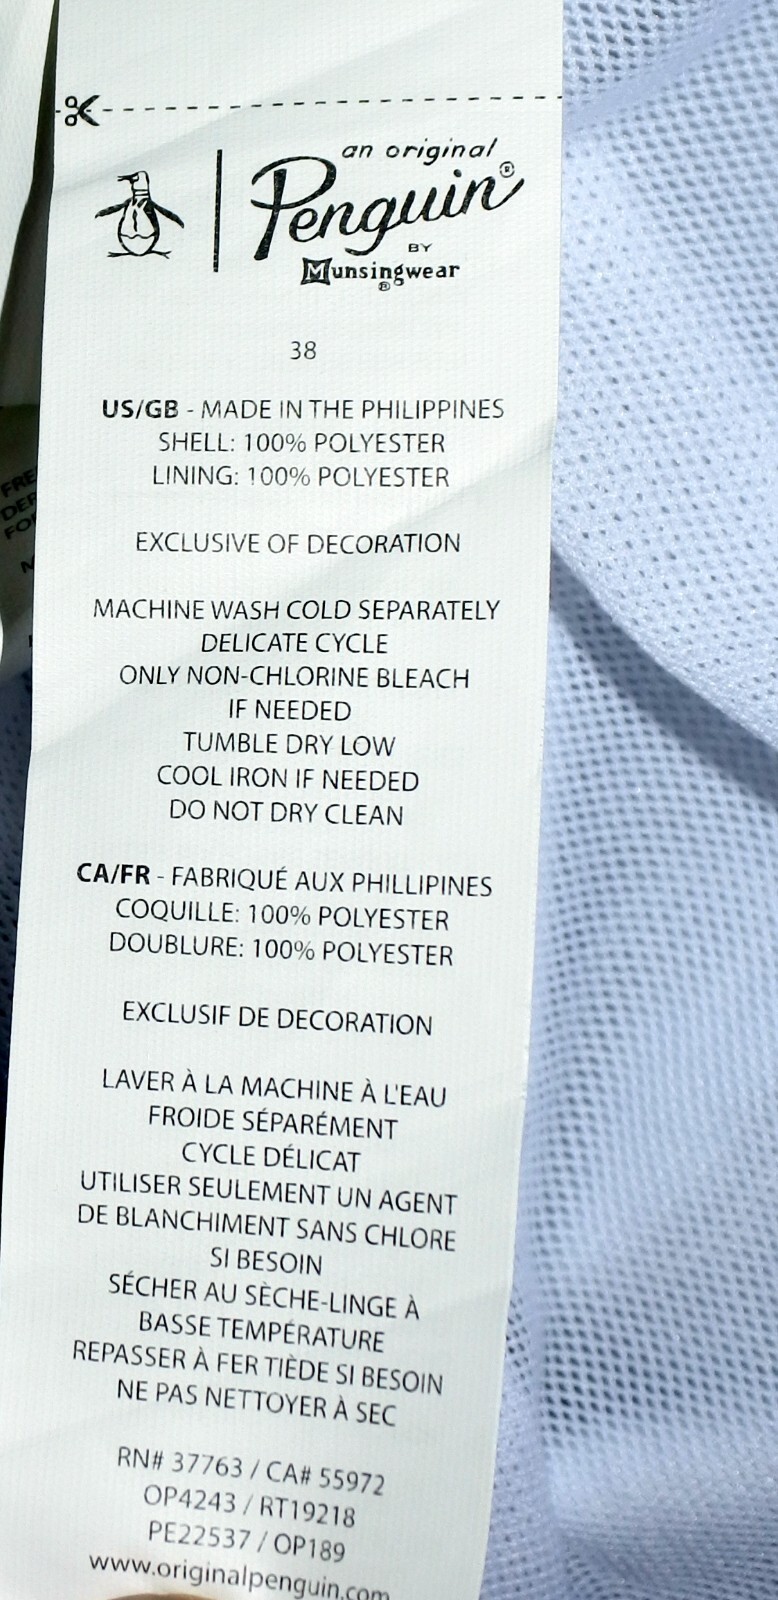 an original
Penguin®
BY
Munsingwear
®
38
US/GB - MADE IN THE PHILIPPINES
SHELL: 100% POLYESTER
LINING: 100% POLYESTER
EXCLUSIVE OF DECORATION
MACHINE WASH COLD SEPARATELY
DELICATE CYCLE
ONLY NON-CHLORINE BLEACH
IF NEEDED
TUMBLE DRY LOW
COOL IRON IF NEEDED
DO NOT DRY CLEAN
CA/FR - FABRIQUÉ AUX PHILLIPINES
COQUILLE: 100% POLYESTER
DOUBLURE: 100% POLYESTER
EXCLUSIF DE DECORATION
LAVER À LA MACHINE À L'EAU
FROIDE SÉPARÉMENT
CYCLE DÉLICAT
UTILISER SEULEMENT UN AGENT
DE BLANCHIMENT SANS CHLORE
SI BESOIN
SÉCHER AU SÈCHE-LINGE À
BASSE TEMPÉRATURE
REPASSER À FER TIÈDE SI BESOIN
NE PAS NETTOYER À SEC
RN# 37763 / CA# 55972
OP4243 / RT19218
PE22537 / OP189
www.originalpenguin.com